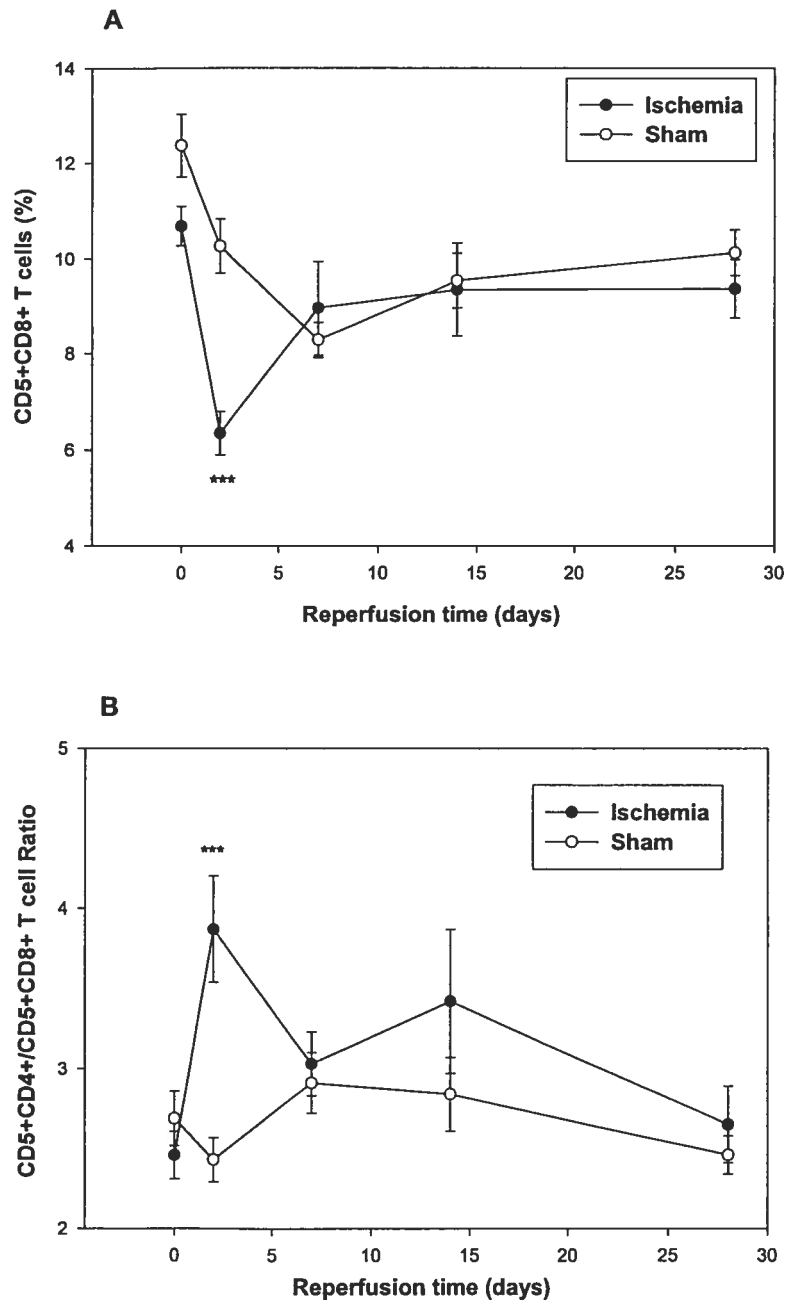 A
14
12
10
8
6
4
CD5+CD8+ T cells (%)
Ischemia
Sham
***
0 5 10 15 20 25 30
Reperfusion time (days)
B
5
4
3
2
CD5+CD4+/CD5+CD8+ T cell Ratio
Ischemia
Sham
***
0 5 10 15 20 25 30
Reperfusion time (days)